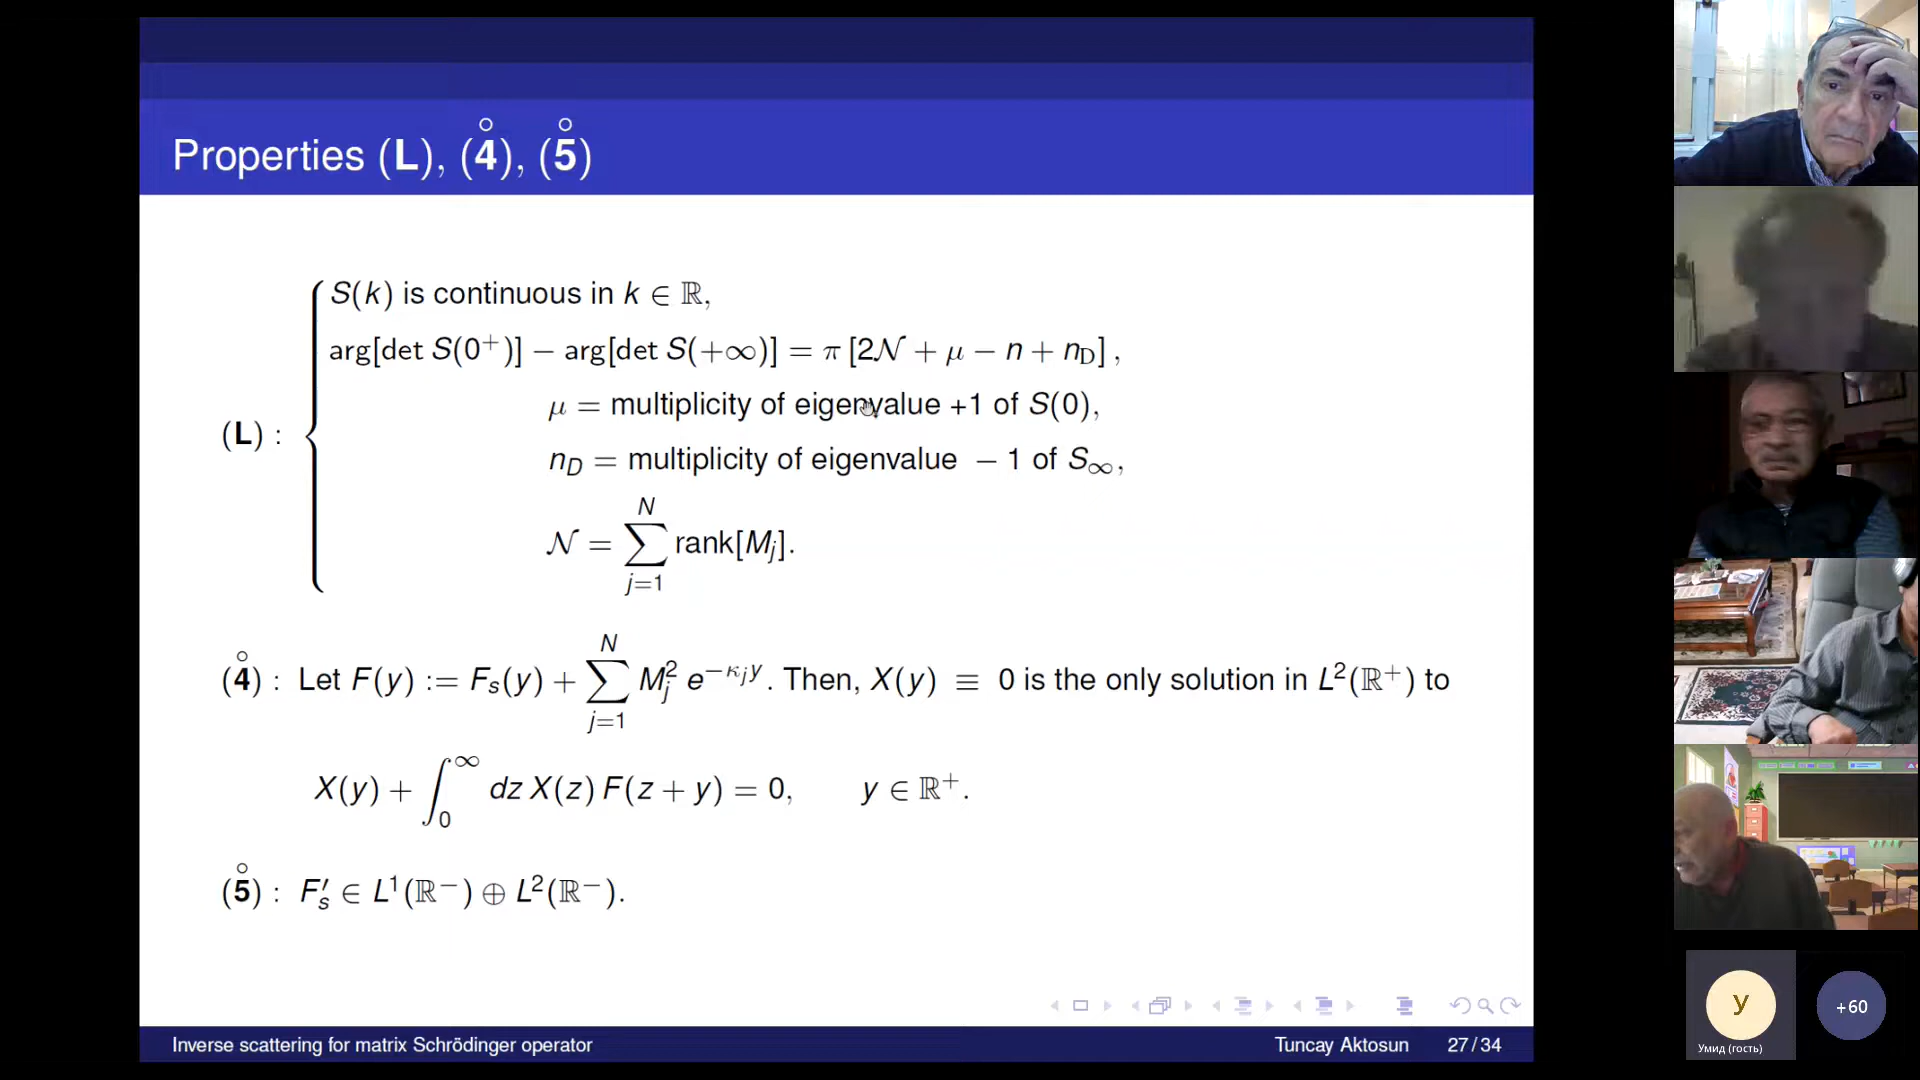 Properties (L), (4̊), (5̊)
S(k) is continuous in k ∈ ℝ,
arg[det S(0⁺)] − arg[det S(+∞)] = π [2𝒩 + μ − n + n_D] ,
μ = multiplicity of eigenvalue +1 of S(0),
(L) :
n_D = multiplicity of eigenvalue − 1 of S_∞,
𝒩 = ∑_{j=1}^{N} rank[M_j].
(4̊) : Let F(y) := F_s(y) + ∑_{j=1}^{N} M_j² e^{−κ_j y}. Then, X(y) ≡ 0 is the only solution in L²(ℝ⁺) to
X(y) + ∫_0^∞ dz X(z) F(z + y) = 0, y ∈ ℝ⁺.
(5̊) : F′_s ∈ L¹(ℝ⁻) ⊕ L²(ℝ⁻).
Inverse scattering for matrix Schrödinger operator Tuncay Aktosun 27 / 34
У
+60
Умид (гость)